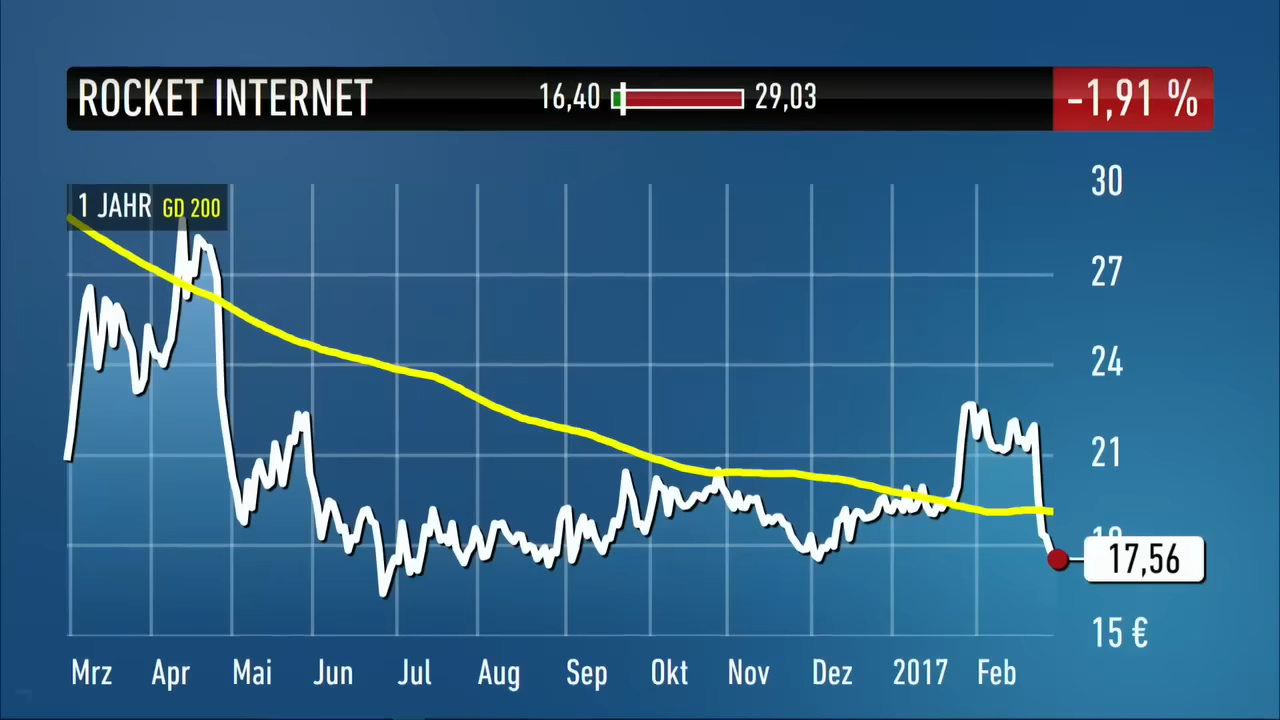 ROCKET INTERNET 16,40 29,03 -1,91 %
1 JAHR GD 200
30
27
24
21
17,56
15 €
Mrz Apr Mai Jun Jul Aug Sep Okt Nov Dez 2017 Feb